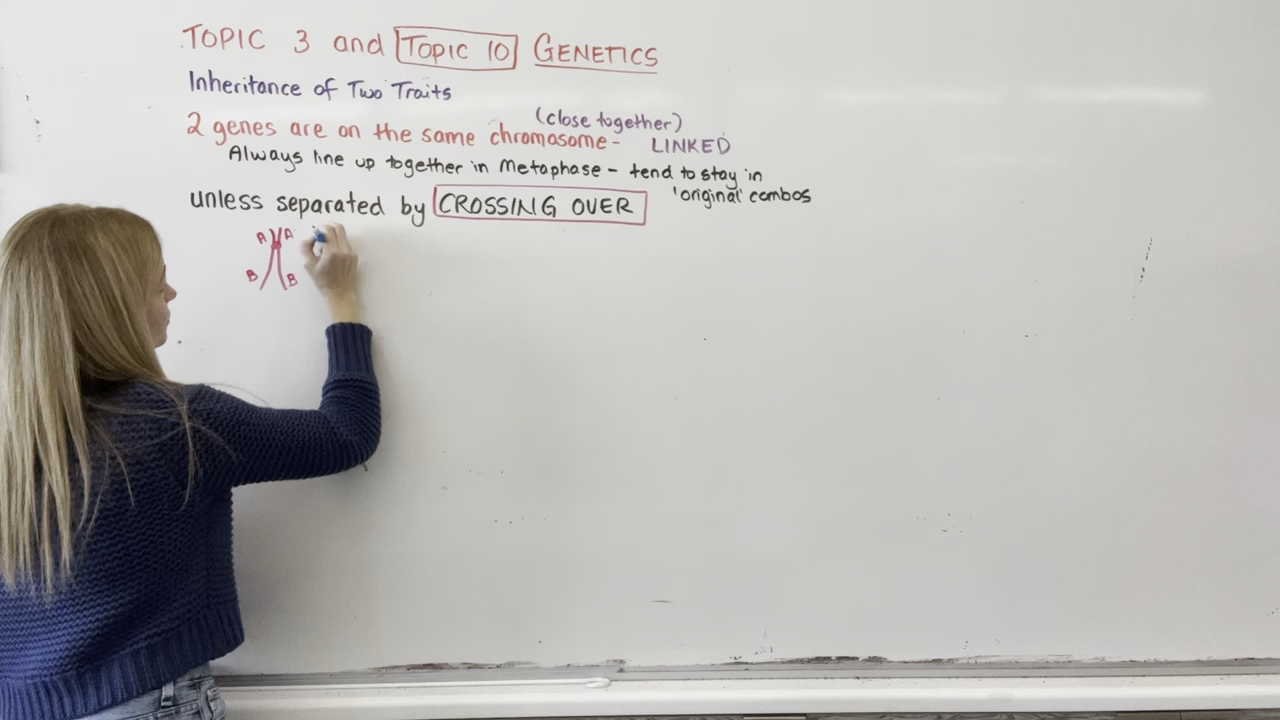 TOPIC 3 and TOPIC 10 GENETICS
Inheritance of Two Traits
(close together)
2 genes are on the same chromosome - LINKED
Always line up together in Metaphase - tend to stay in
'original' combos
unless separated by CROSSING OVER
A A
B B